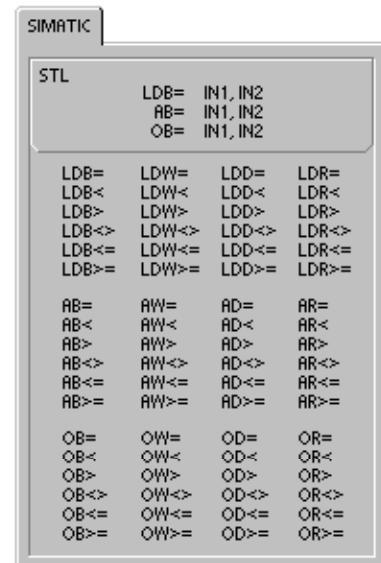 SIMATIC
STL
LDB= IN1, IN2
AB= IN1, IN2
OB= IN1, IN2
LDB= LDW= LDD= LDR=
LDB< LDW< LDD< LDR<
LDB> LDW> LDD> LDR>
LDB<> LDW<> LDD<> LDR<>
LDB<= LDW<= LDD<= LDR<=
LDB>= LDW>= LDD>= LDR>=
AB= AW= AD= AR=
AB< AW< AD< AR<
AB> AW> AD> AR>
AB<> AW<> AD<> AR<>
AB<= AW<= AD<= AR<=
AB>= AW>= AD>= AR>=
OB= OW= OD= OR=
OB< OW< OD< OR<
OB> OW> OD> OR>
OB<> OW<> OD<> OR<>
OB<= OW<= OD<= OR<=
OB>= OW>= OD>= OR>=